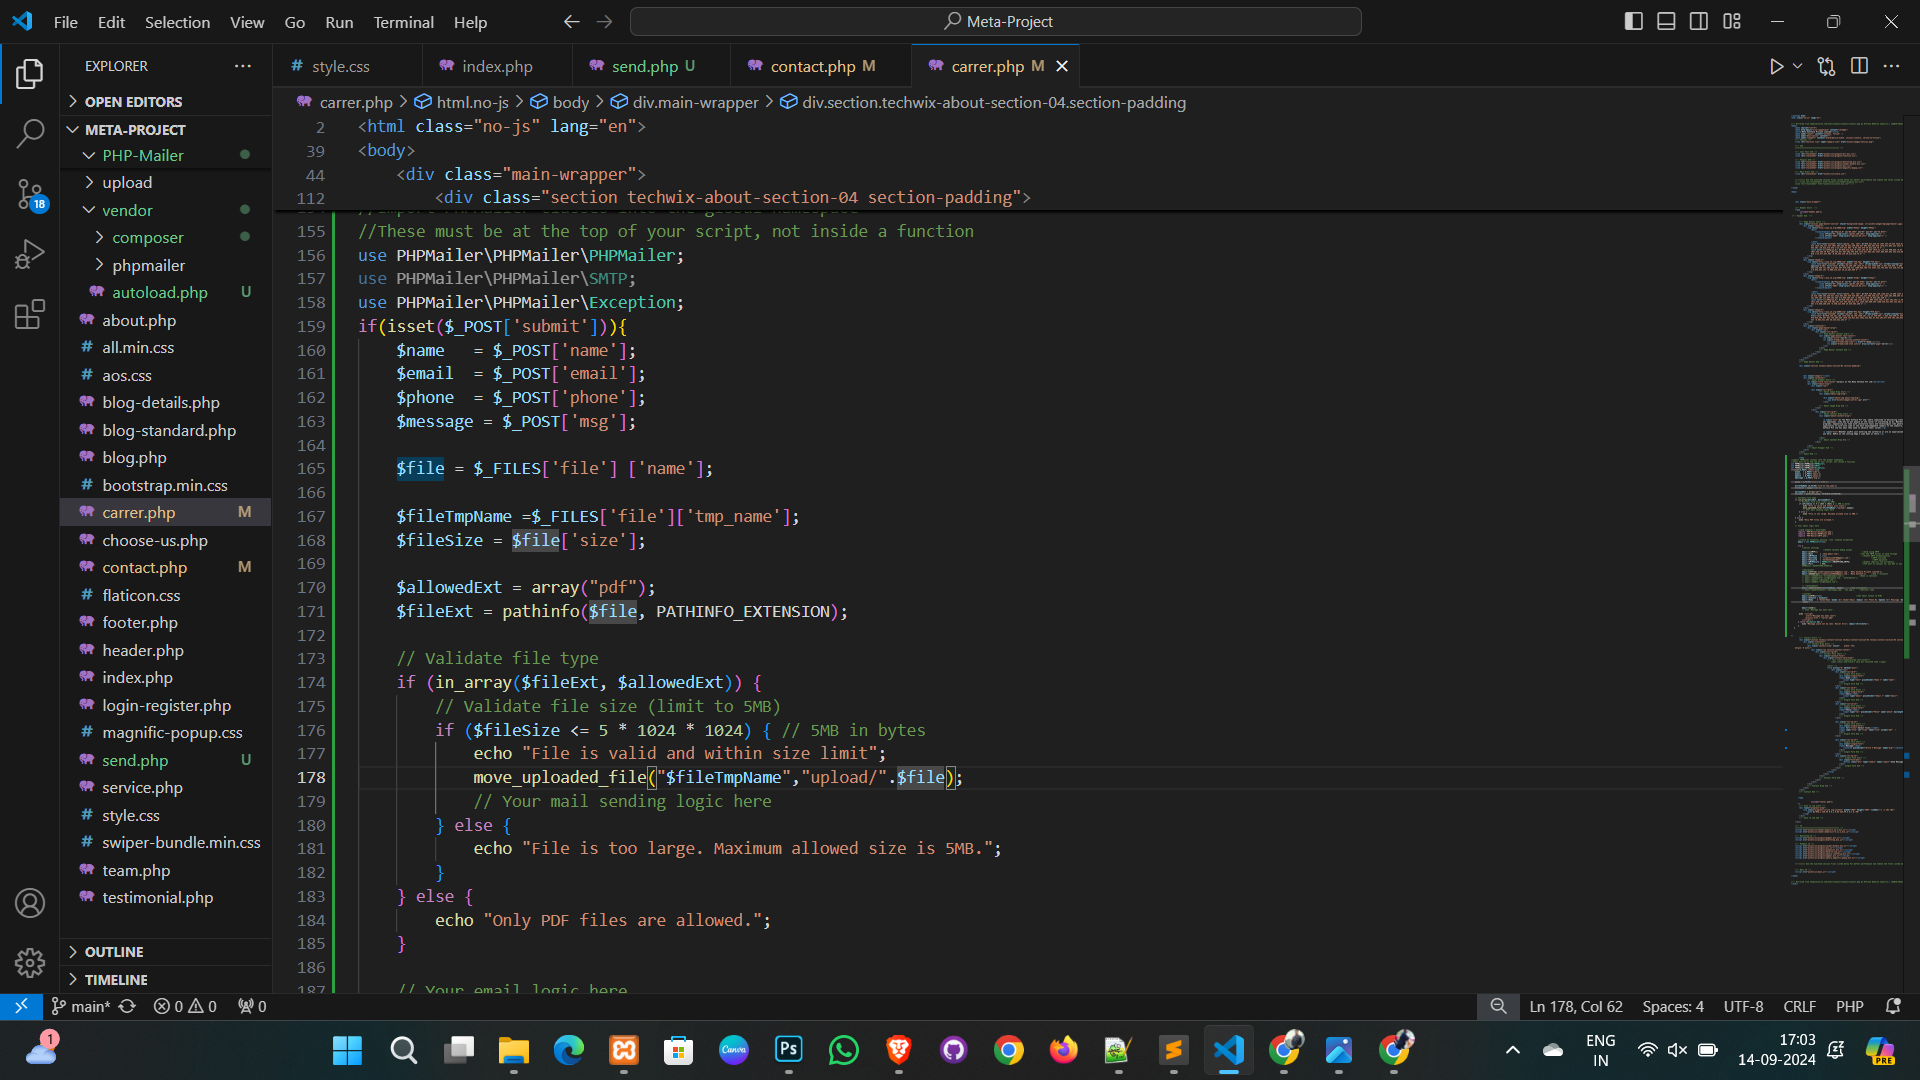 File Edit Selection View Go Run Terminal Help
Meta-Project
EXPLORER
style.css
index.php
send.php U
contact.php M
carrer.php M
OPEN EDITORS
META-PROJECT
PHP-Mailer
upload
vendor
composer
phpmailer
autoload.php U
about.php
all.min.css
aos.css
blog-details.php
blog-standard.php
blog.php
bootstrap.min.css
carrer.php M
choose-us.php
contact.php M
flaticon.css
footer.php
header.php
index.php
login-register.php
magnific-popup.css
send.php U
service.php
style.css
swiper-bundle.min.css
team.php
testimonial.php
OUTLINE
TIMELINE
18
carrer.php > html.no-js > body > div.main-wrapper > div.section.techwix-about-section-04.section-padding
2 <html class="no-js" lang="en">
39 <body>
44 <div class="main-wrapper">
112 <div class="section techwix-about-section-04 section-padding">
155 //These must be at the top of your script, not inside a function
156 use PHPMailer\PHPMailer\PHPMailer;
157 use PHPMailer\PHPMailer\SMTP;
158 use PHPMailer\PHPMailer\Exception;
159 if(isset($_POST['submit'])){
160 $name   = $_POST['name'];
161 $email  = $_POST['email'];
162 $phone  = $_POST['phone'];
163 $message = $_POST['msg'];
164
165 $file = $_FILES['file'] ['name'];
166
167 $fileTmpName =$_FILES['file']['tmp_name'];
168 $fileSize = $file['size'];
169
170 $allowedExt = array("pdf");
171 $fileExt = pathinfo($file, PATHINFO_EXTENSION);
172
173 // Validate file type
174 if (in_array($fileExt, $allowedExt)) {
175 // Validate file size (limit to 5MB)
176 if ($fileSize <= 5 * 1024 * 1024) { // 5MB in bytes
177 echo "File is valid and within size limit";
178 move_uploaded_file("$fileTmpName","upload/".$file);
179 // Your mail sending logic here
180 } else {
181 echo "File is too large. Maximum allowed size is 5MB.";
182 }
183 } else {
184 echo "Only PDF files are allowed.";
185 }
186
187 // Your email logic here
main* 0 0 0
Ln 178, Col 62 Spaces: 4 UTF-8 CRLF PHP
1
Canva
Ps
ENG
IN
17:03
14-09-2024
PRE